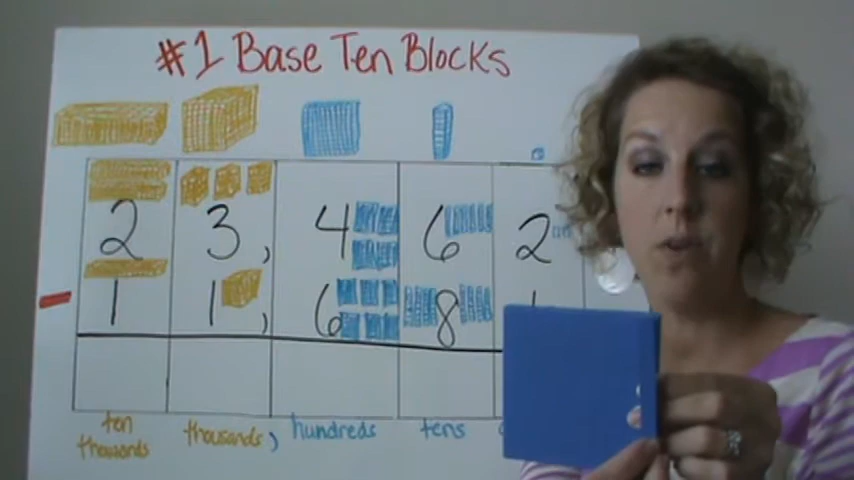 #1 Base Ten Blocks
2 3, 4 6 2
- 1 1, 6 8
ten thousands thousands, hundreds tens